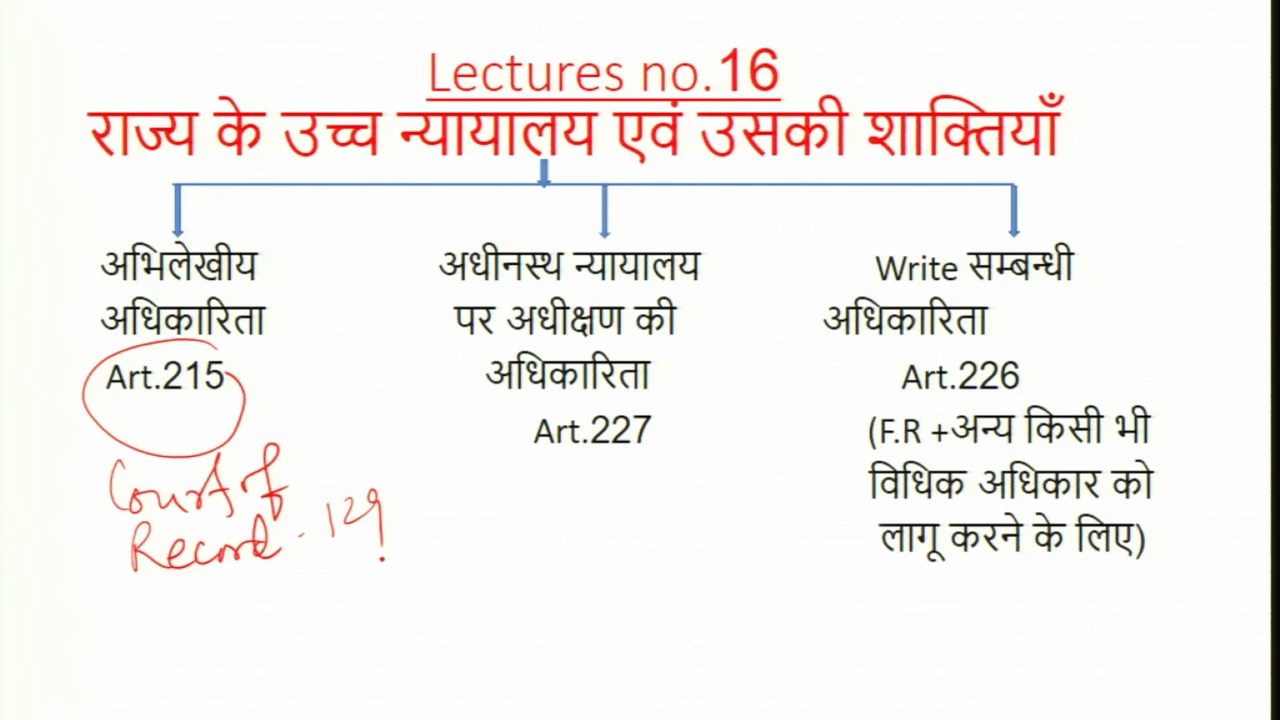 Lectures no.16
राज्य के उच्च न्यायालय एवं उसकी शाक्तियाँ
अभिलेखीय
अधिकारिता
Art.215
Court of
Record. 129
अधीनस्थ न्यायालय
पर अधीक्षण की
अधिकारिता
Art.227
Write सम्बन्धी
अधिकारिता
Art.226
(F.R +अन्य किसी भी
विधिक अधिकार को
लागू करने के लिए)